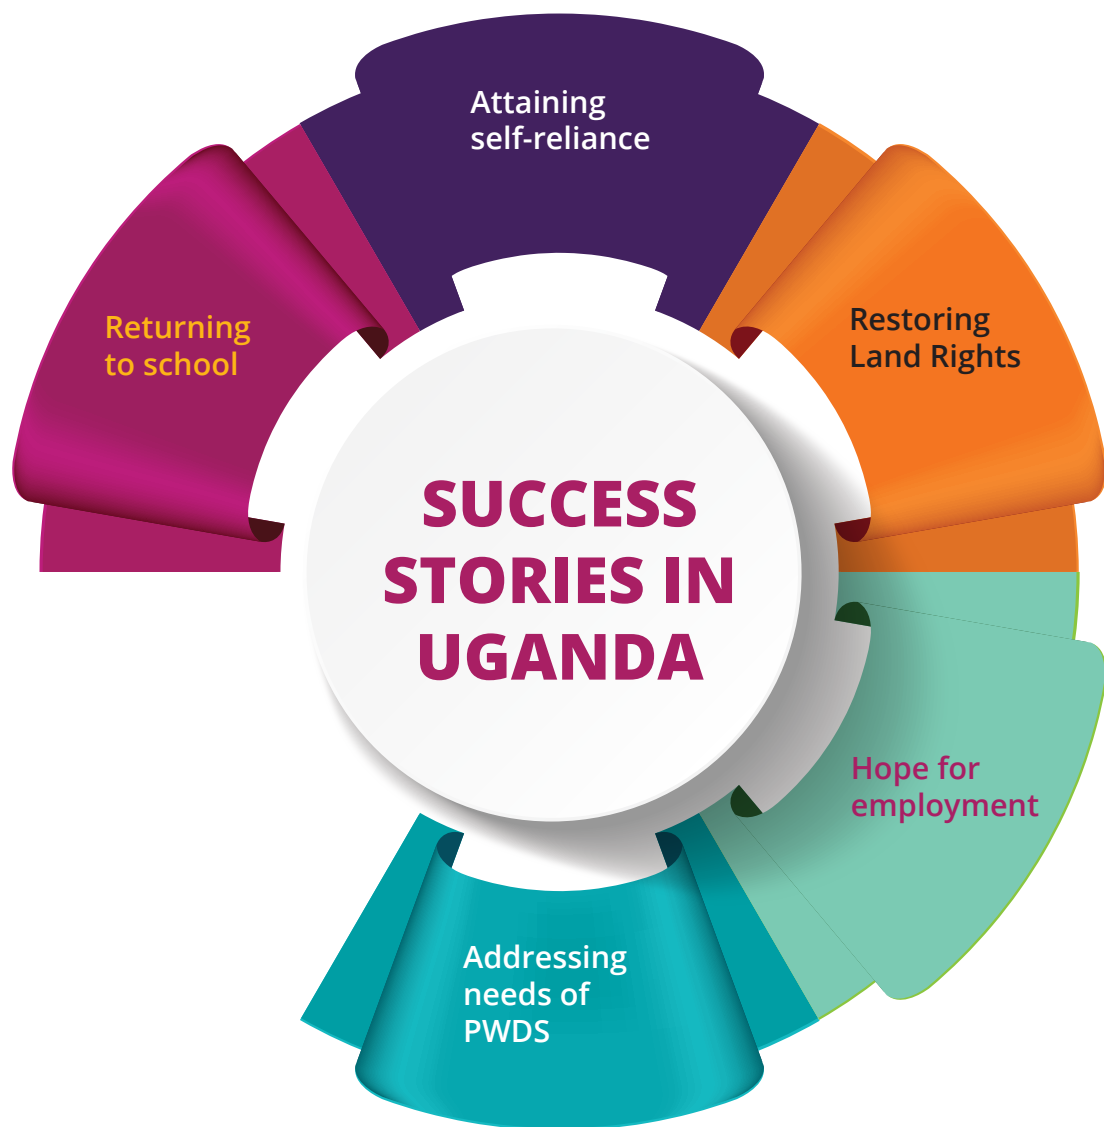 Attaining
self-reliance
Returning
to school
Restoring
Land Rights
SUCCESS
STORIES IN
UGANDA
Hope for
employment
Addressing
needs of
PWDS